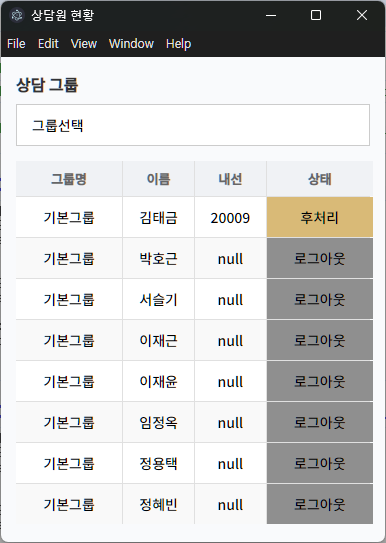 상담원 현황
File Edit View Window Help
상담 그룹
그룹선택
그룹명 이름 내선 상태
기본그룹 김태금 20009 후처리
기본그룹 박호근 null 로그아웃
기본그룹 서슬기 null 로그아웃
기본그룹 이재근 null 로그아웃
기본그룹 이재윤 null 로그아웃
기본그룹 임정옥 null 로그아웃
기본그룹 정용택 null 로그아웃
기본그룹 정혜빈 null 로그아웃